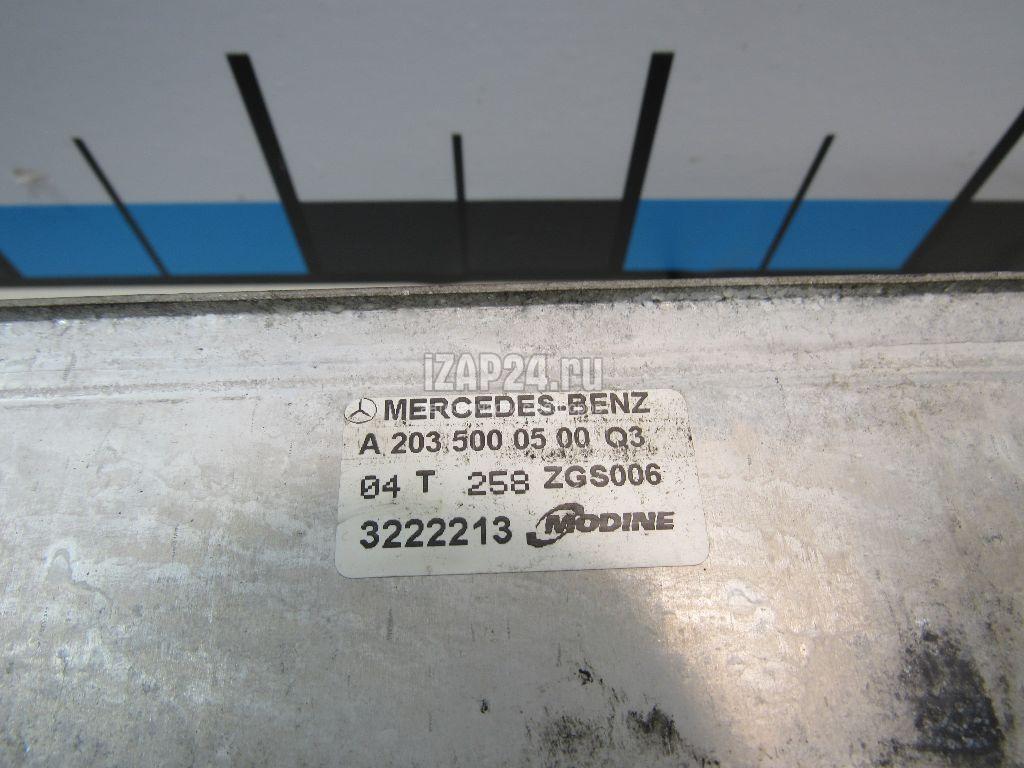 iZAP24.ru
MERCEDES-BENZ
A 203 500 05 00 Q3
04 T 258 ZGS006
3222213 MODINE